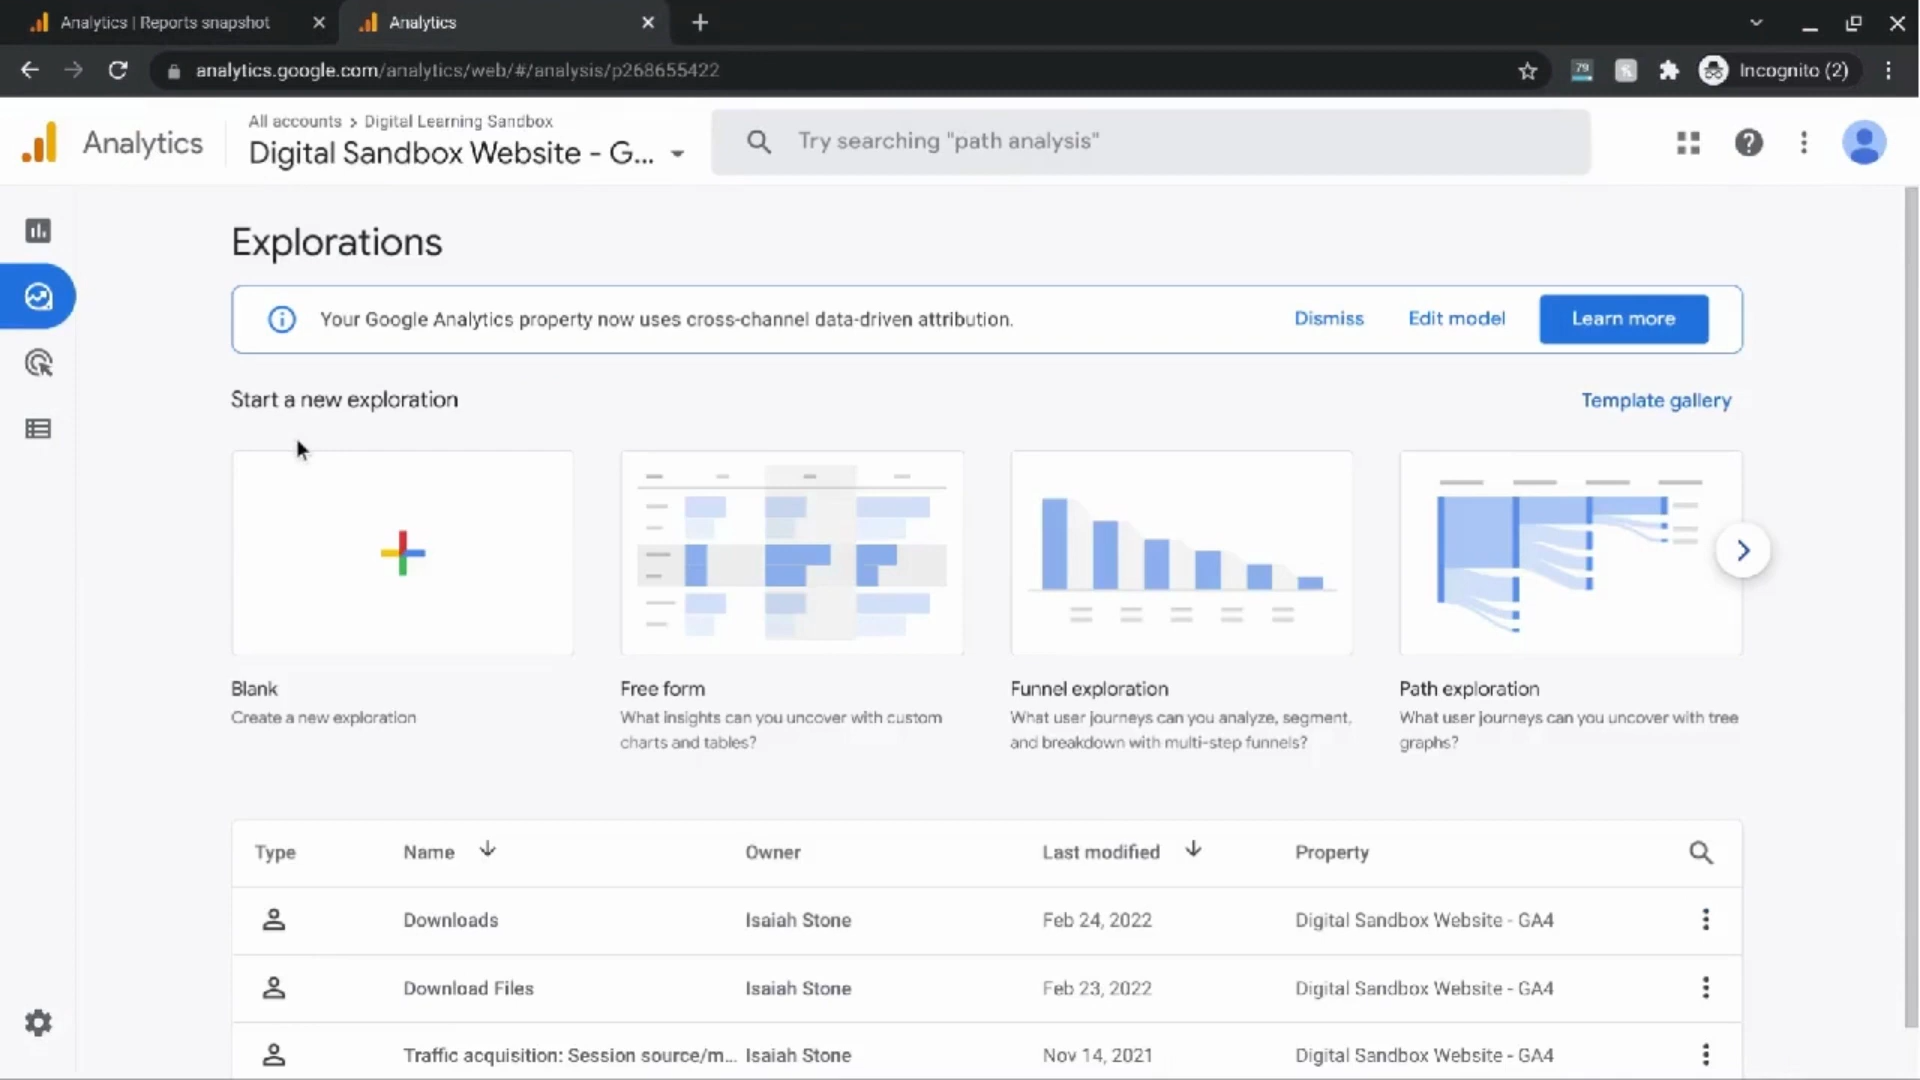 Analytics | Reports snapshot
Analytics
analytics.google.com/analytics/web/#/analysis/p268655422
79
Incognito (2)
Analytics
All accounts > Digital Learning Sandbox
Digital Sandbox Website - G...
Try searching "path analysis"
Explorations
Your Google Analytics property now uses cross-channel data-driven attribution.
Dismiss
Edit model
Learn more
Start a new exploration
Template gallery
Blank
Create a new exploration
Free form
What insights can you uncover with custom
charts and tables?
Funnel exploration
What user journeys can you analyze, segment,
and breakdown with multi-step funnels?
Path exploration
What user journeys can you uncover with tree
graphs?
Type Name Owner Last modified Property
Downloads Isaiah Stone Feb 24, 2022 Digital Sandbox Website - GA4
Download Files Isaiah Stone Feb 23, 2022 Digital Sandbox Website - GA4
Traffic acquisition: Session source/m... Isaiah Stone Nov 14, 2021 Digital Sandbox Website - GA4